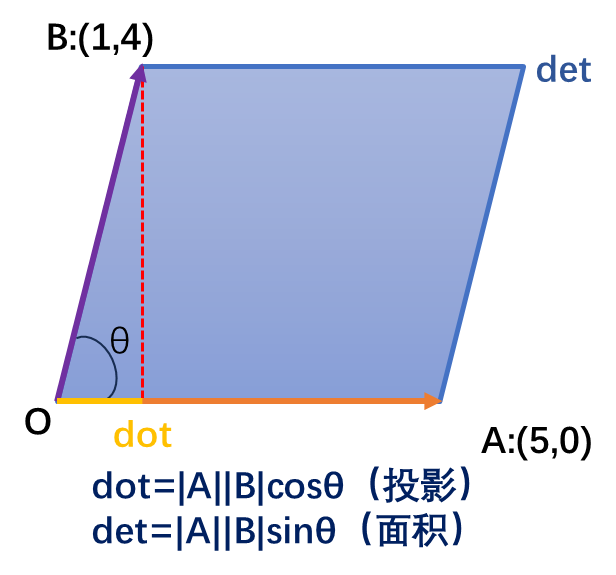 B:(1,4)
det
θ
O
dot
A:(5,0)
dot=|A||B|cosθ（投影）
det=|A||B|sinθ（面积）